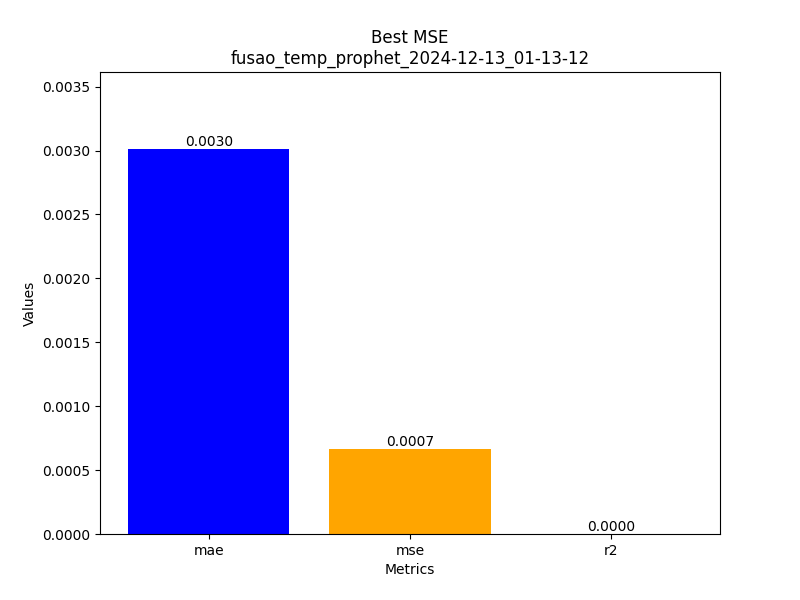 Best MSE
fusao_temp_prophet_2024-12-13_01-13-12
0.0035
0.0030
0.0025
0.0020
0.0015
0.0010
0.0005
0.0000
Values
0.0030
0.0007
0.0000
mae
mse
r2
Metrics